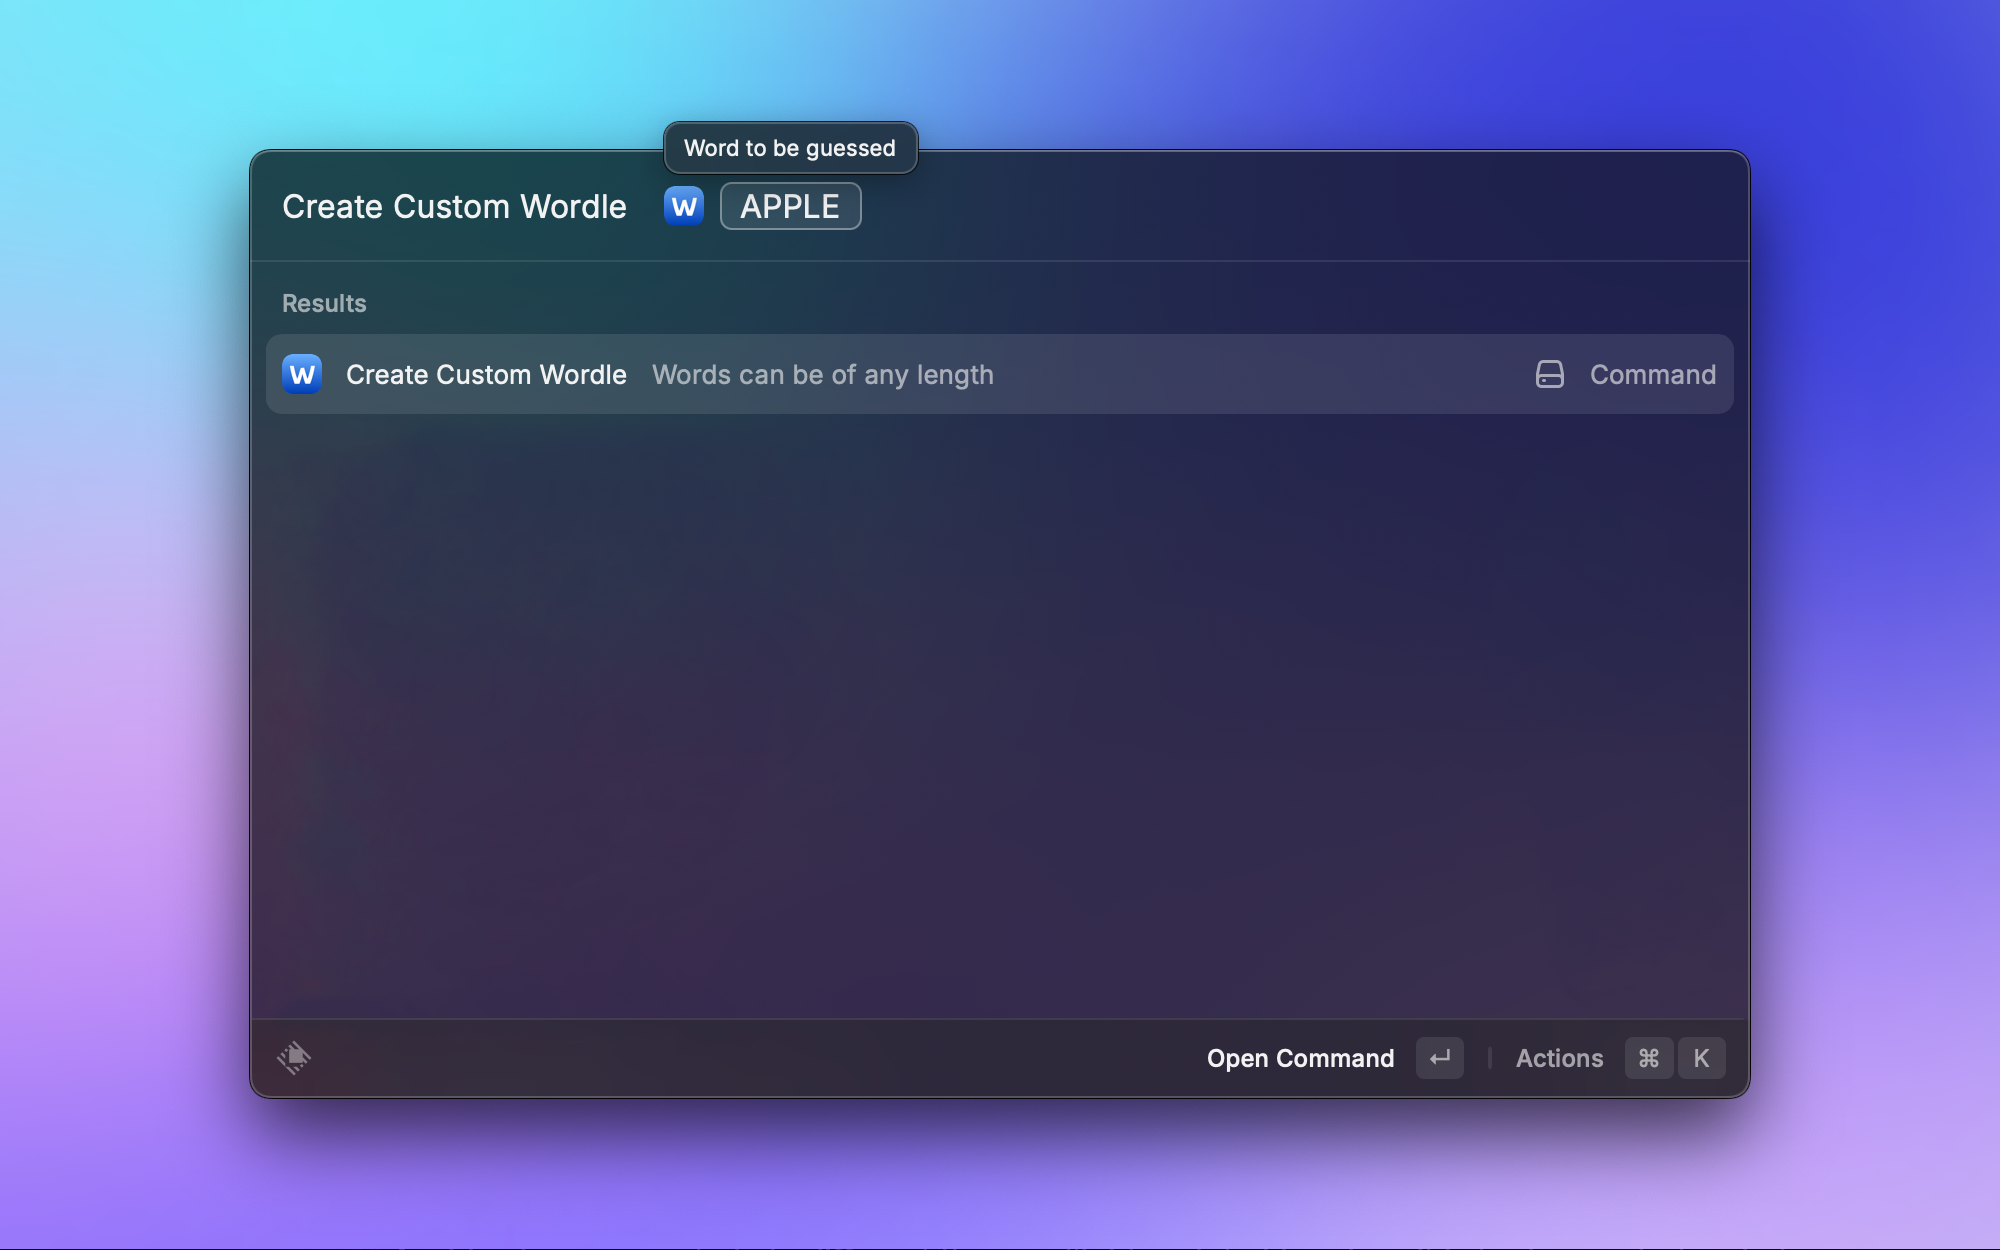 Word to be guessed
Create Custom Wordle W APPLE
Results
W Create Custom Wordle Words can be of any length Command
Open Command ↵ Actions ⌘ K